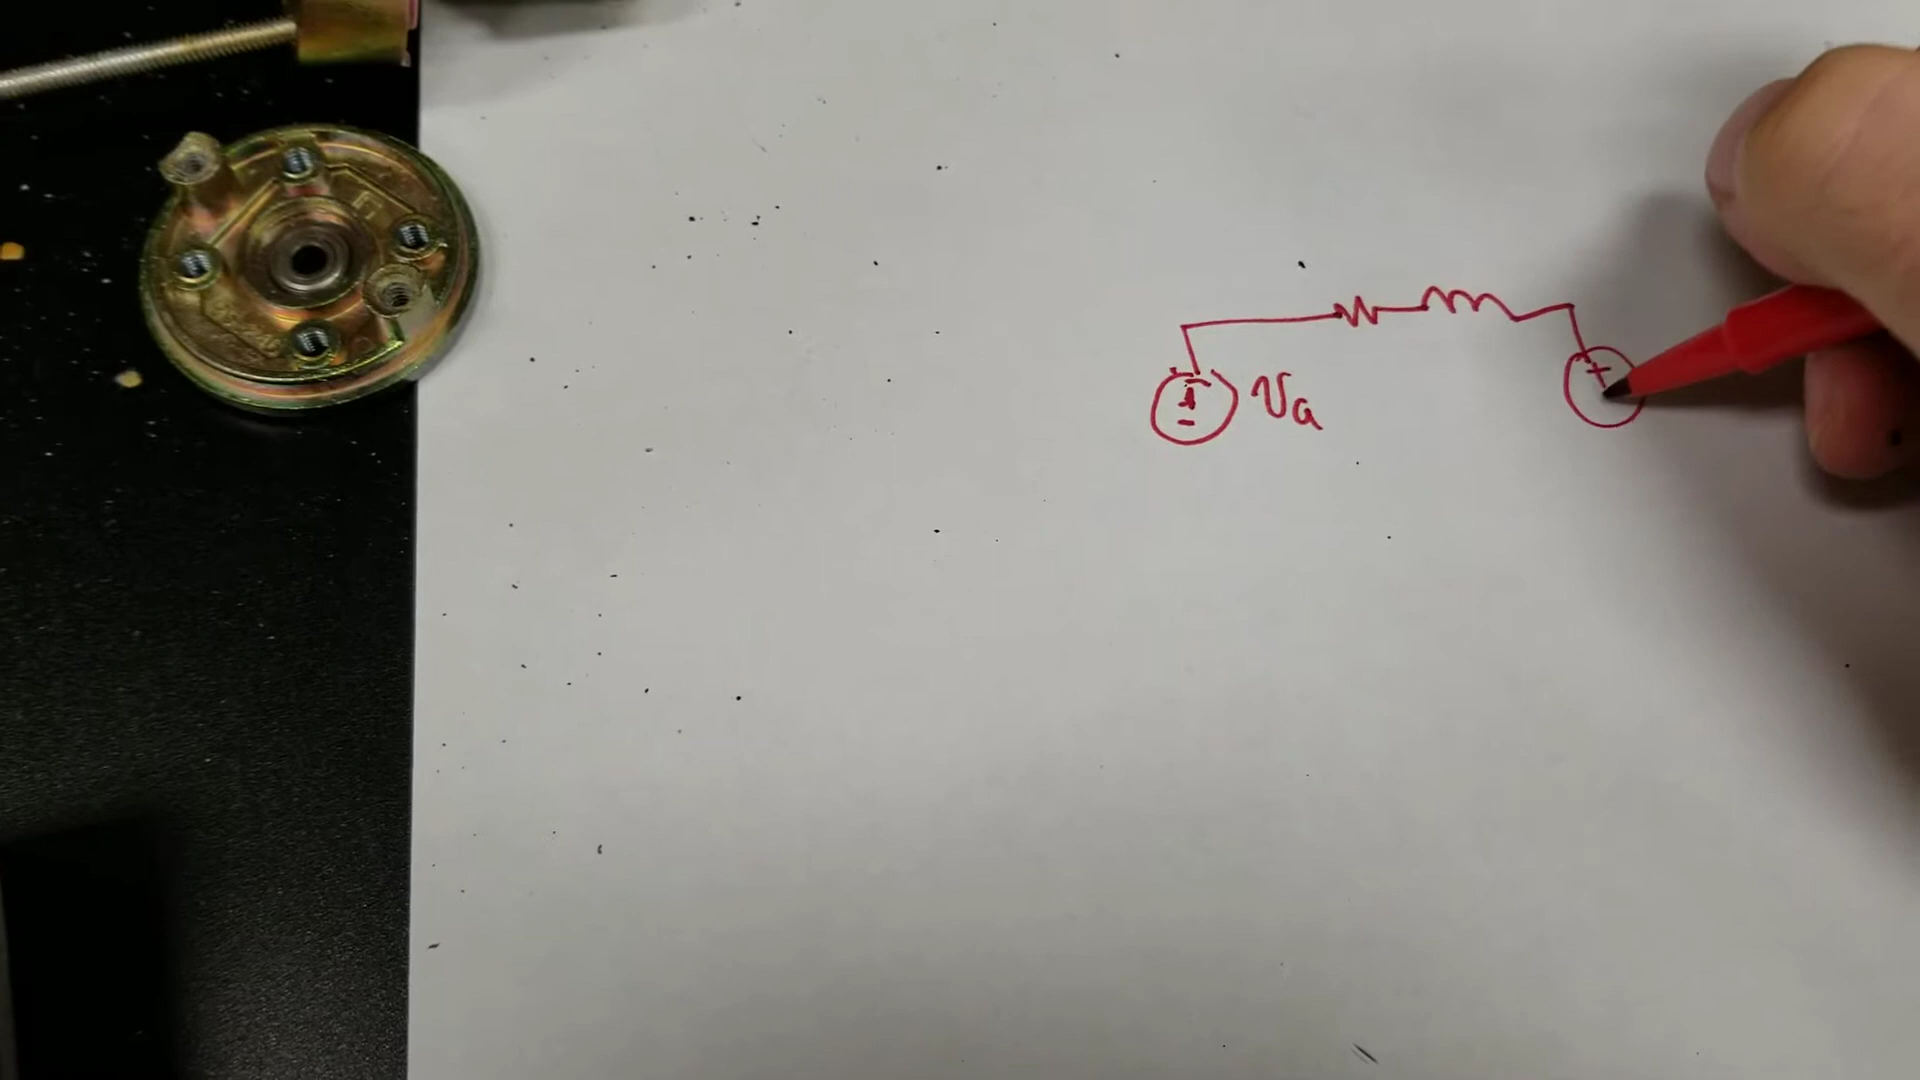 +
- Va
+